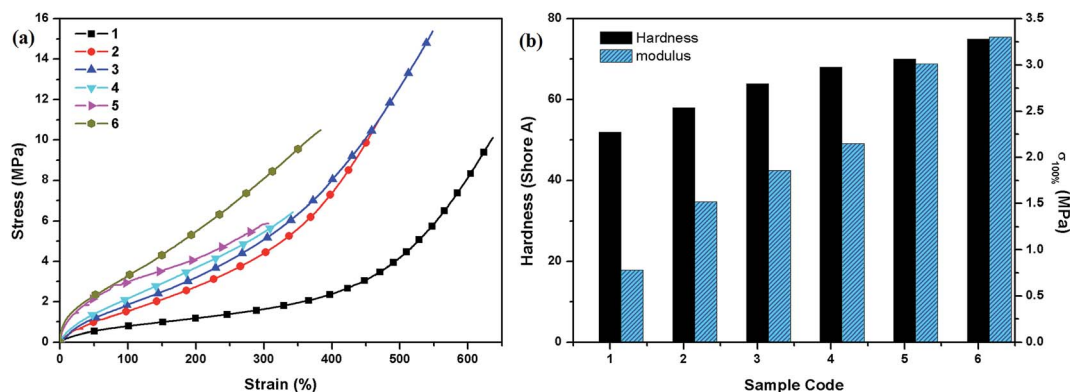 (a)
1
2
3
4
5
6
Stress (MPa)
16
14
12
10
8
6
4
2
0
0 100 200 300 400 500 600
Strain (%)
(b)
Hardness
modulus
Hardness (Shore A)
80
60
40
20
0
3.5
3.0
2.5
2.0
1.5
1.0
0.5
0.0
σ100% (MPa)
1 2 3 4 5 6
Sample Code